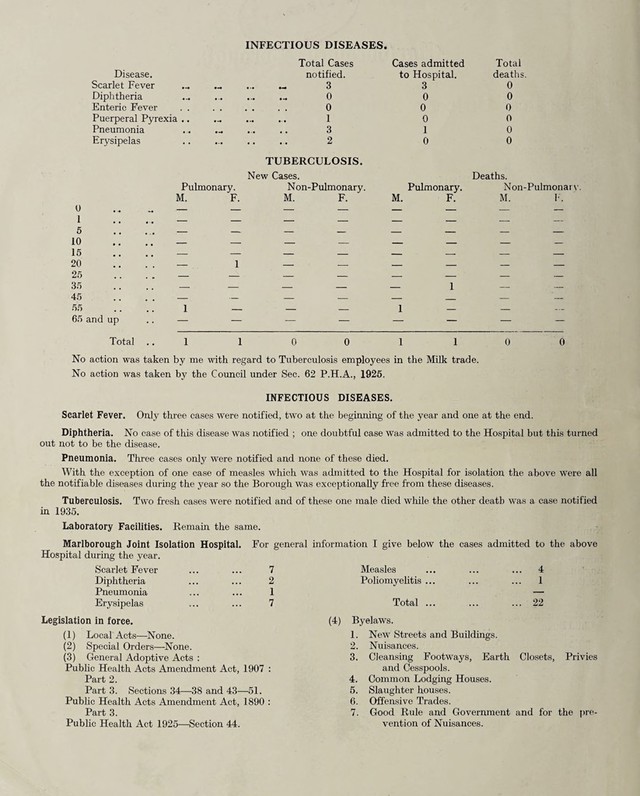 INFECTIOUS DISEASES.
Disease. Total Cases notified. Cases admitted to Hospital. Total deaths.
Scarlet Fever .. .. .. .. 3 3 0
Diphtheria .. .. .. .. 0 0 0
Enteric Fever .. .. .. .. 0 0 0
Puerperal Pyrexia .. .. .. .. 1 0 0
Pneumonia .. .. .. .. 3 1 0
Erysipelas .. .. .. .. 2 0 0
TUBERCULOSIS.
New Cases. Deaths.
Pulmonary. Non-Pulmonary. Pulmonary. Non-Pulmonary.
M. F. M. F. M. F. M. F.
0 .. .. — — — — — — — —
1 .. .. — — — — — — — —
5 .. .. — — — — — — — —
10 .. .. — — — — — — — —
15 .. .. — — — — — — — —
20 .. .. — 1 — — — — — —
25 .. .. — — — — — — — —
35 .. .. — — — — — 1 — —
45 .. .. — — — — — — — —
55 .. .. 1 — — — 1 — — —
65 and up .. — — — — — — — —
Total .. 1 1 0 0 1 1 0 0
No action was taken by me with regard to Tuberculosis employees in the Milk trade.
No action was taken by the Council under Sec. 62 P.H.A., 1925.
INFECTIOUS DISEASES.
Scarlet Fever. Only three cases were notified, two at the beginning of the year and one at the end.
Diphtheria. No case of this disease was notified ; one doubtful case was admitted to the Hospital but this turned
out not to be the disease.
Pneumonia. Three cases only were notified and none of these died.
With the exception of one case of measles which was admitted to the Hospital for isolation the above were all
the notifiable diseases during the year so the Borough was exceptionally free from these diseases.
Tuberculosis. Two fresh cases were notified and of these one male died while the other death was a case notified
in 1935.
Laboratory Facilities. Remain the same.
Marlborough Joint Isolation Hospital. For general information I give below the cases admitted to the above
Hospital during the year.
Scarlet Fever ... ... 7
Diphtheria ... ... 2
Pneumonia ... ... 1
Erysipelas ... ... 7
Measles ... ... ... 4
Poliomyelitis ... ... ... 1
—
Total ... ... ... 22
Legislation in force.
(1) Local Acts—None.
(2) Special Orders—None.
(3) General Adoptive Acts :
Public Health Acts Amendment Act, 1907 :
Part 2.
Part 3. Sections 34—38 and 43—51.
Public Health Acts Amendment Act, 1890 :
Part 3.
Public Health Act 1925—Section 44.
(4) Byelaws.
1. New Streets and Buildings.
2. Nuisances.
3. Cleansing Footways, Earth Closets, Privies
and Cesspools.
4. Common Lodging Houses.
5. Slaughter houses.
6. Offensive Trades.
7. Good Rule and Government and for the pre-
vention of Nuisances.